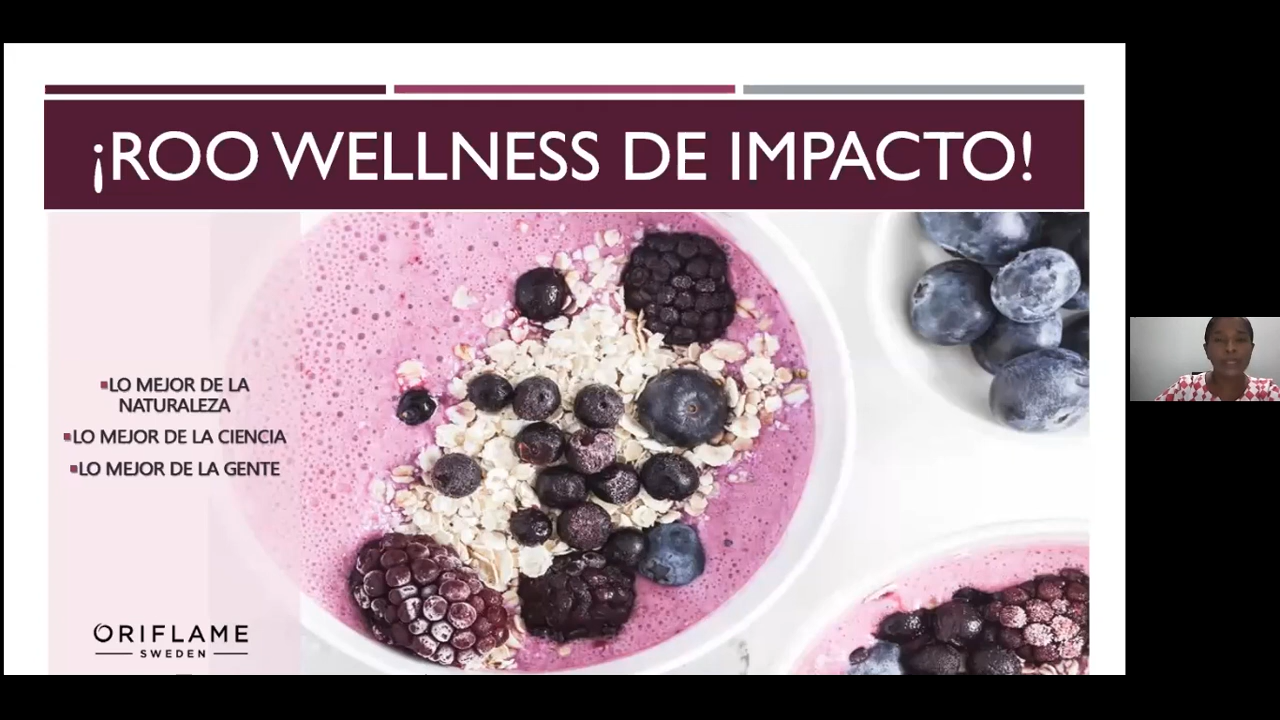 ¡ROO WELLNESS DE IMPACTO!
▪LO MEJOR DE LA
NATURALEZA
▪LO MEJOR DE LA CIENCIA
▪LO MEJOR DE LA GENTE
ORIFLAME
SWEDEN